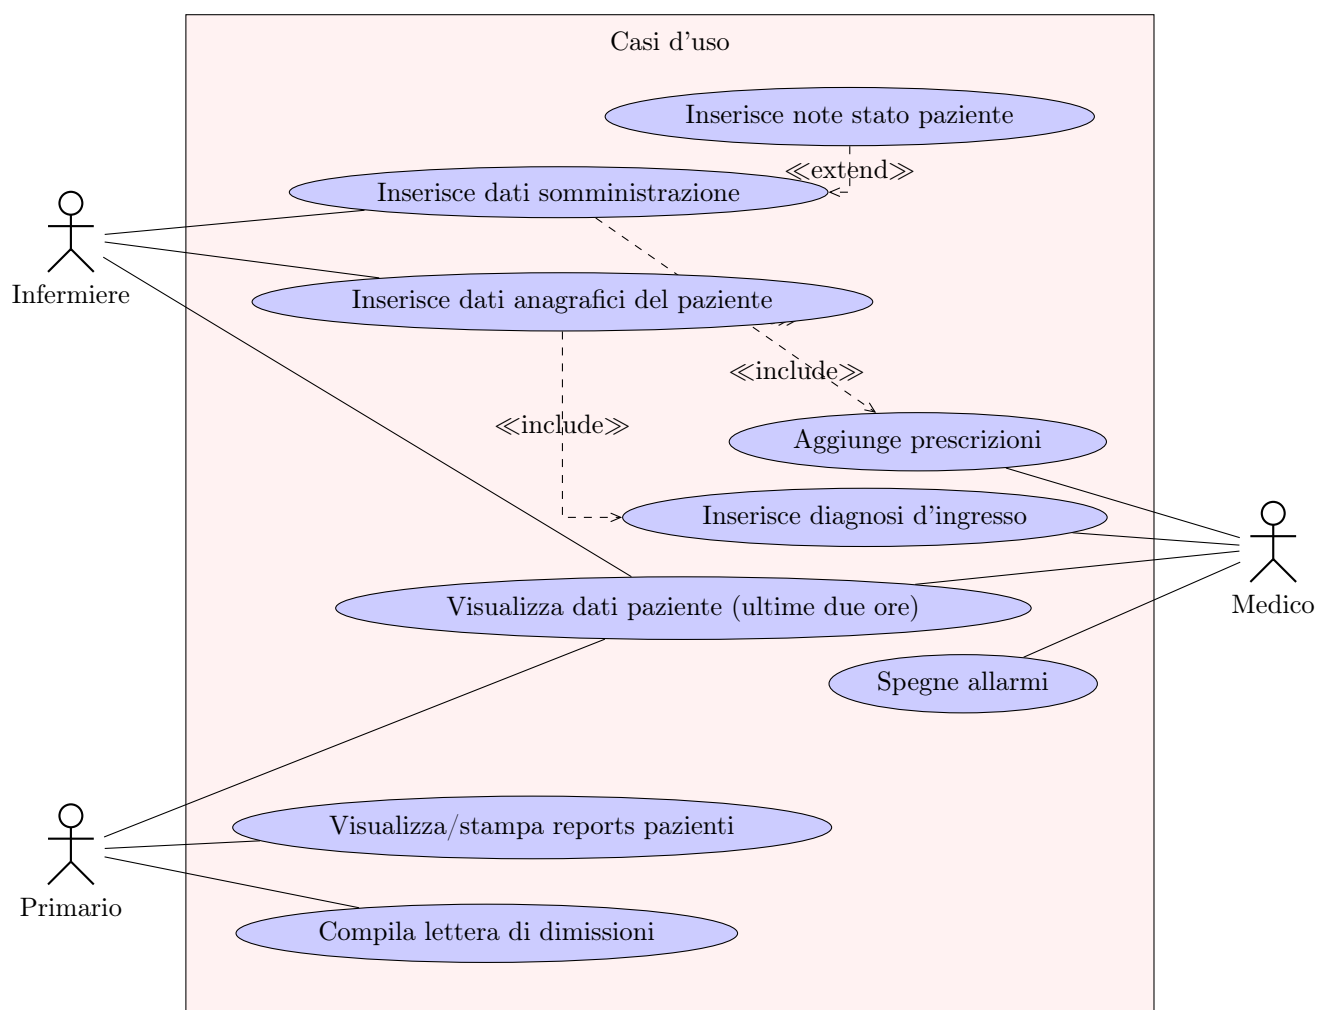 Casi d'uso
Inserisce note stato paziente
≪extend≫
Inserisce dati somministrazione
Infermiere
Inserisce dati anagrafici del paziente
≪include≫
≪include≫
Aggiunge prescrizioni
Inserisce diagnosi d'ingresso
Medico
Visualizza dati paziente (ultime due ore)
Spegne allarmi
Visualizza/stampa reports pazienti
Primario
Compila lettera di dimissioni